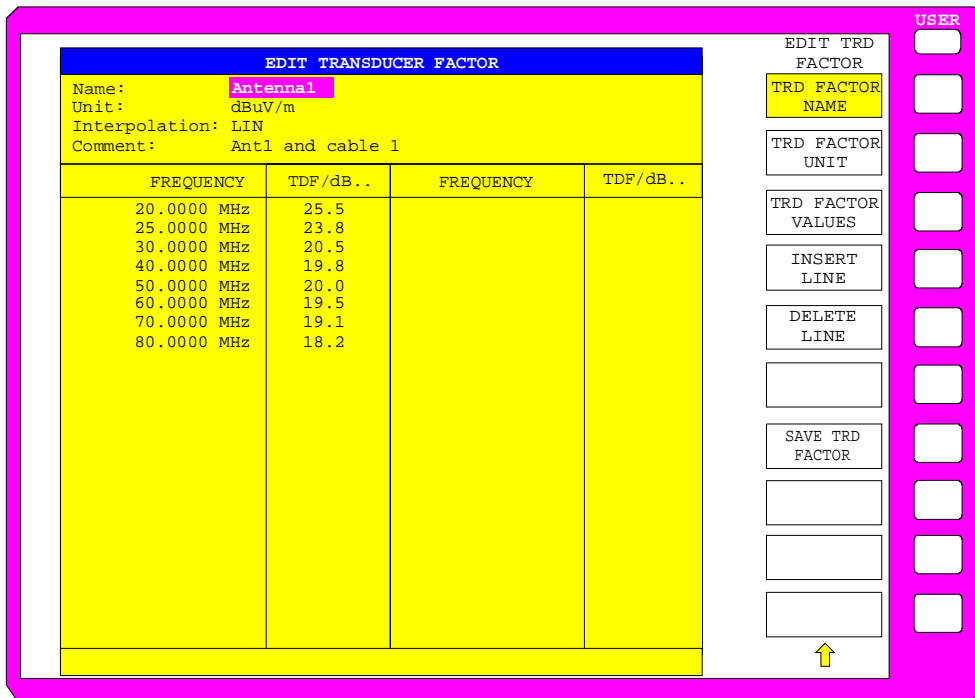 USER
EDIT TRANSDUCER FACTOR
Name: Antenna1
Unit: dBuV/m
Interpolation: LIN
Comment: Ant1 and cable 1
FREQUENCY TDF/dB.. FREQUENCY TDF/dB..
20.0000 MHz 25.5
25.0000 MHz 23.8
30.0000 MHz 20.5
40.0000 MHz 19.8
50.0000 MHz 20.0
60.0000 MHz 19.5
70.0000 MHz 19.1
80.0000 MHz 18.2
EDIT TRD
FACTOR
TRD FACTOR
NAME
TRD FACTOR
UNIT
TRD FACTOR
VALUES
INSERT
LINE
DELETE
LINE
SAVE TRD
FACTOR